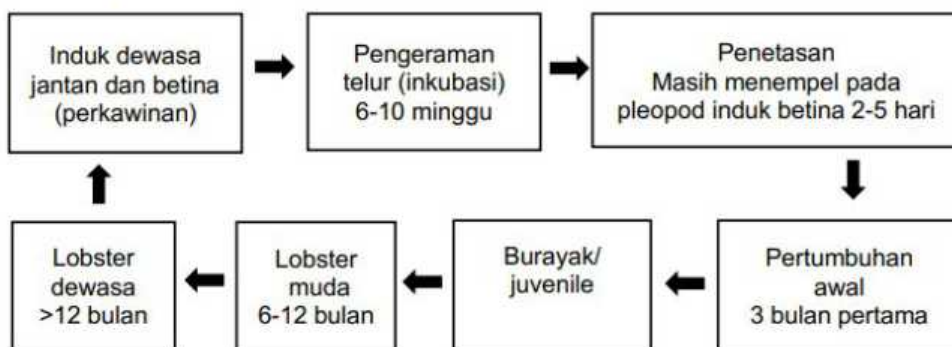 Induk dewasa
jantan dan betina
(perkawinan)
Pengeraman
telur (inkubasi)
6-10 minggu
Penetasan
Masih menempel pada
pleopod induk betina 2-5 hari
Pertumbuhan
awal
3 bulan pertama
Burayak/
juvenile
Lobster
muda
6-12 bulan
Lobster
dewasa
>12 bulan